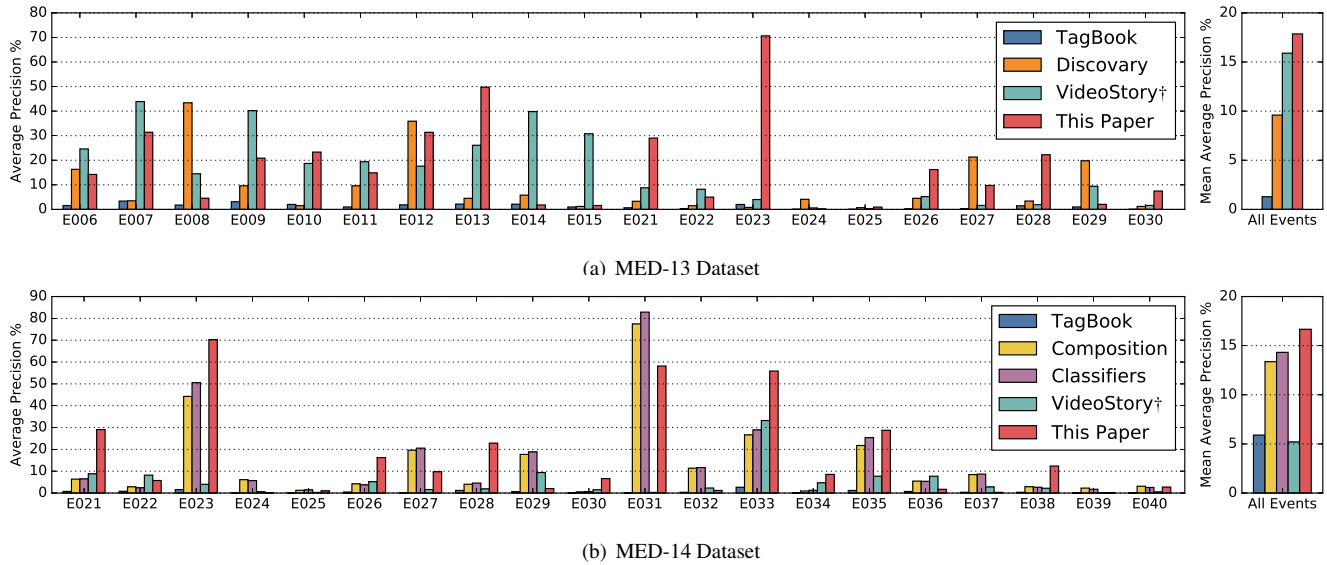 Average Precision %
80
70
60
50
40
30
20
10
0
E006 E007 E008 E009 E010 E011 E012 E013 E014 E015 E021 E022 E023 E024 E025 E026 E027 E028 E029 E030
TagBook
Discovary
VideoStory†
This Paper
Mean Average Precision %
20
15
10
5
0
All Events
(a) MED-13 Dataset
Average Precision %
90
80
70
60
50
40
30
20
10
0
E021 E022 E023 E024 E025 E026 E027 E028 E029 E030 E031 E032 E033 E034 E035 E036 E037 E038 E039 E040
TagBook
Composition
Classifiers
VideoStory†
This Paper
Mean Average Precision %
20
15
10
5
0
All Events
(b) MED-14 Dataset